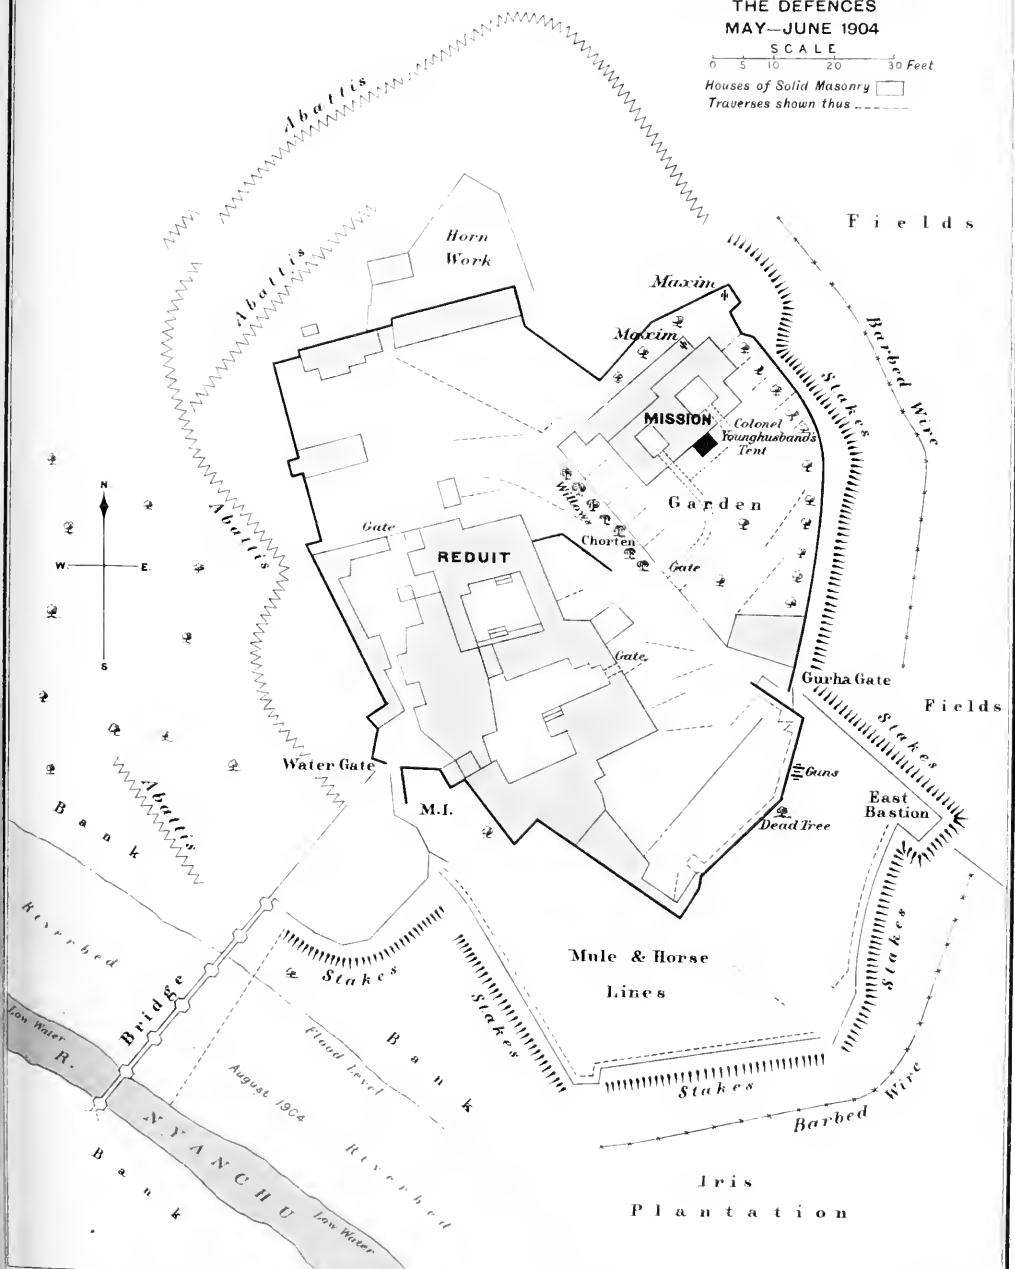 THE DEFENCES
MAY—JUNE 1904
SCALE
0 5 10 20 30 Feet
Houses of Solid Masonry
Traverses shown thus
Abattis
Fields
Horn
Work
Abattis
Maxim
Maxim
Barbed Wire
Stakes
MISSION
Colonel
Younghusband's
Tent
N
W. E.
S
Abattis
Willows
Garden
Gate
REDUIT
Chorten
Gate
Gate
Gurha Gate
Fields
Stakes
Water Gate
M.I.
Guns
East
Bastion
Dead Tree
Abattis
Bank
Riverbed
Stakes
Mule & Horse
Lines
Stakes
Stakes
Bridge
Low Water
R. NYANCHU
Low Water
Flood Level
August 1904
Bank
Riverbed
Bank
Stakes
Barbed Wire
Iris
Plantation